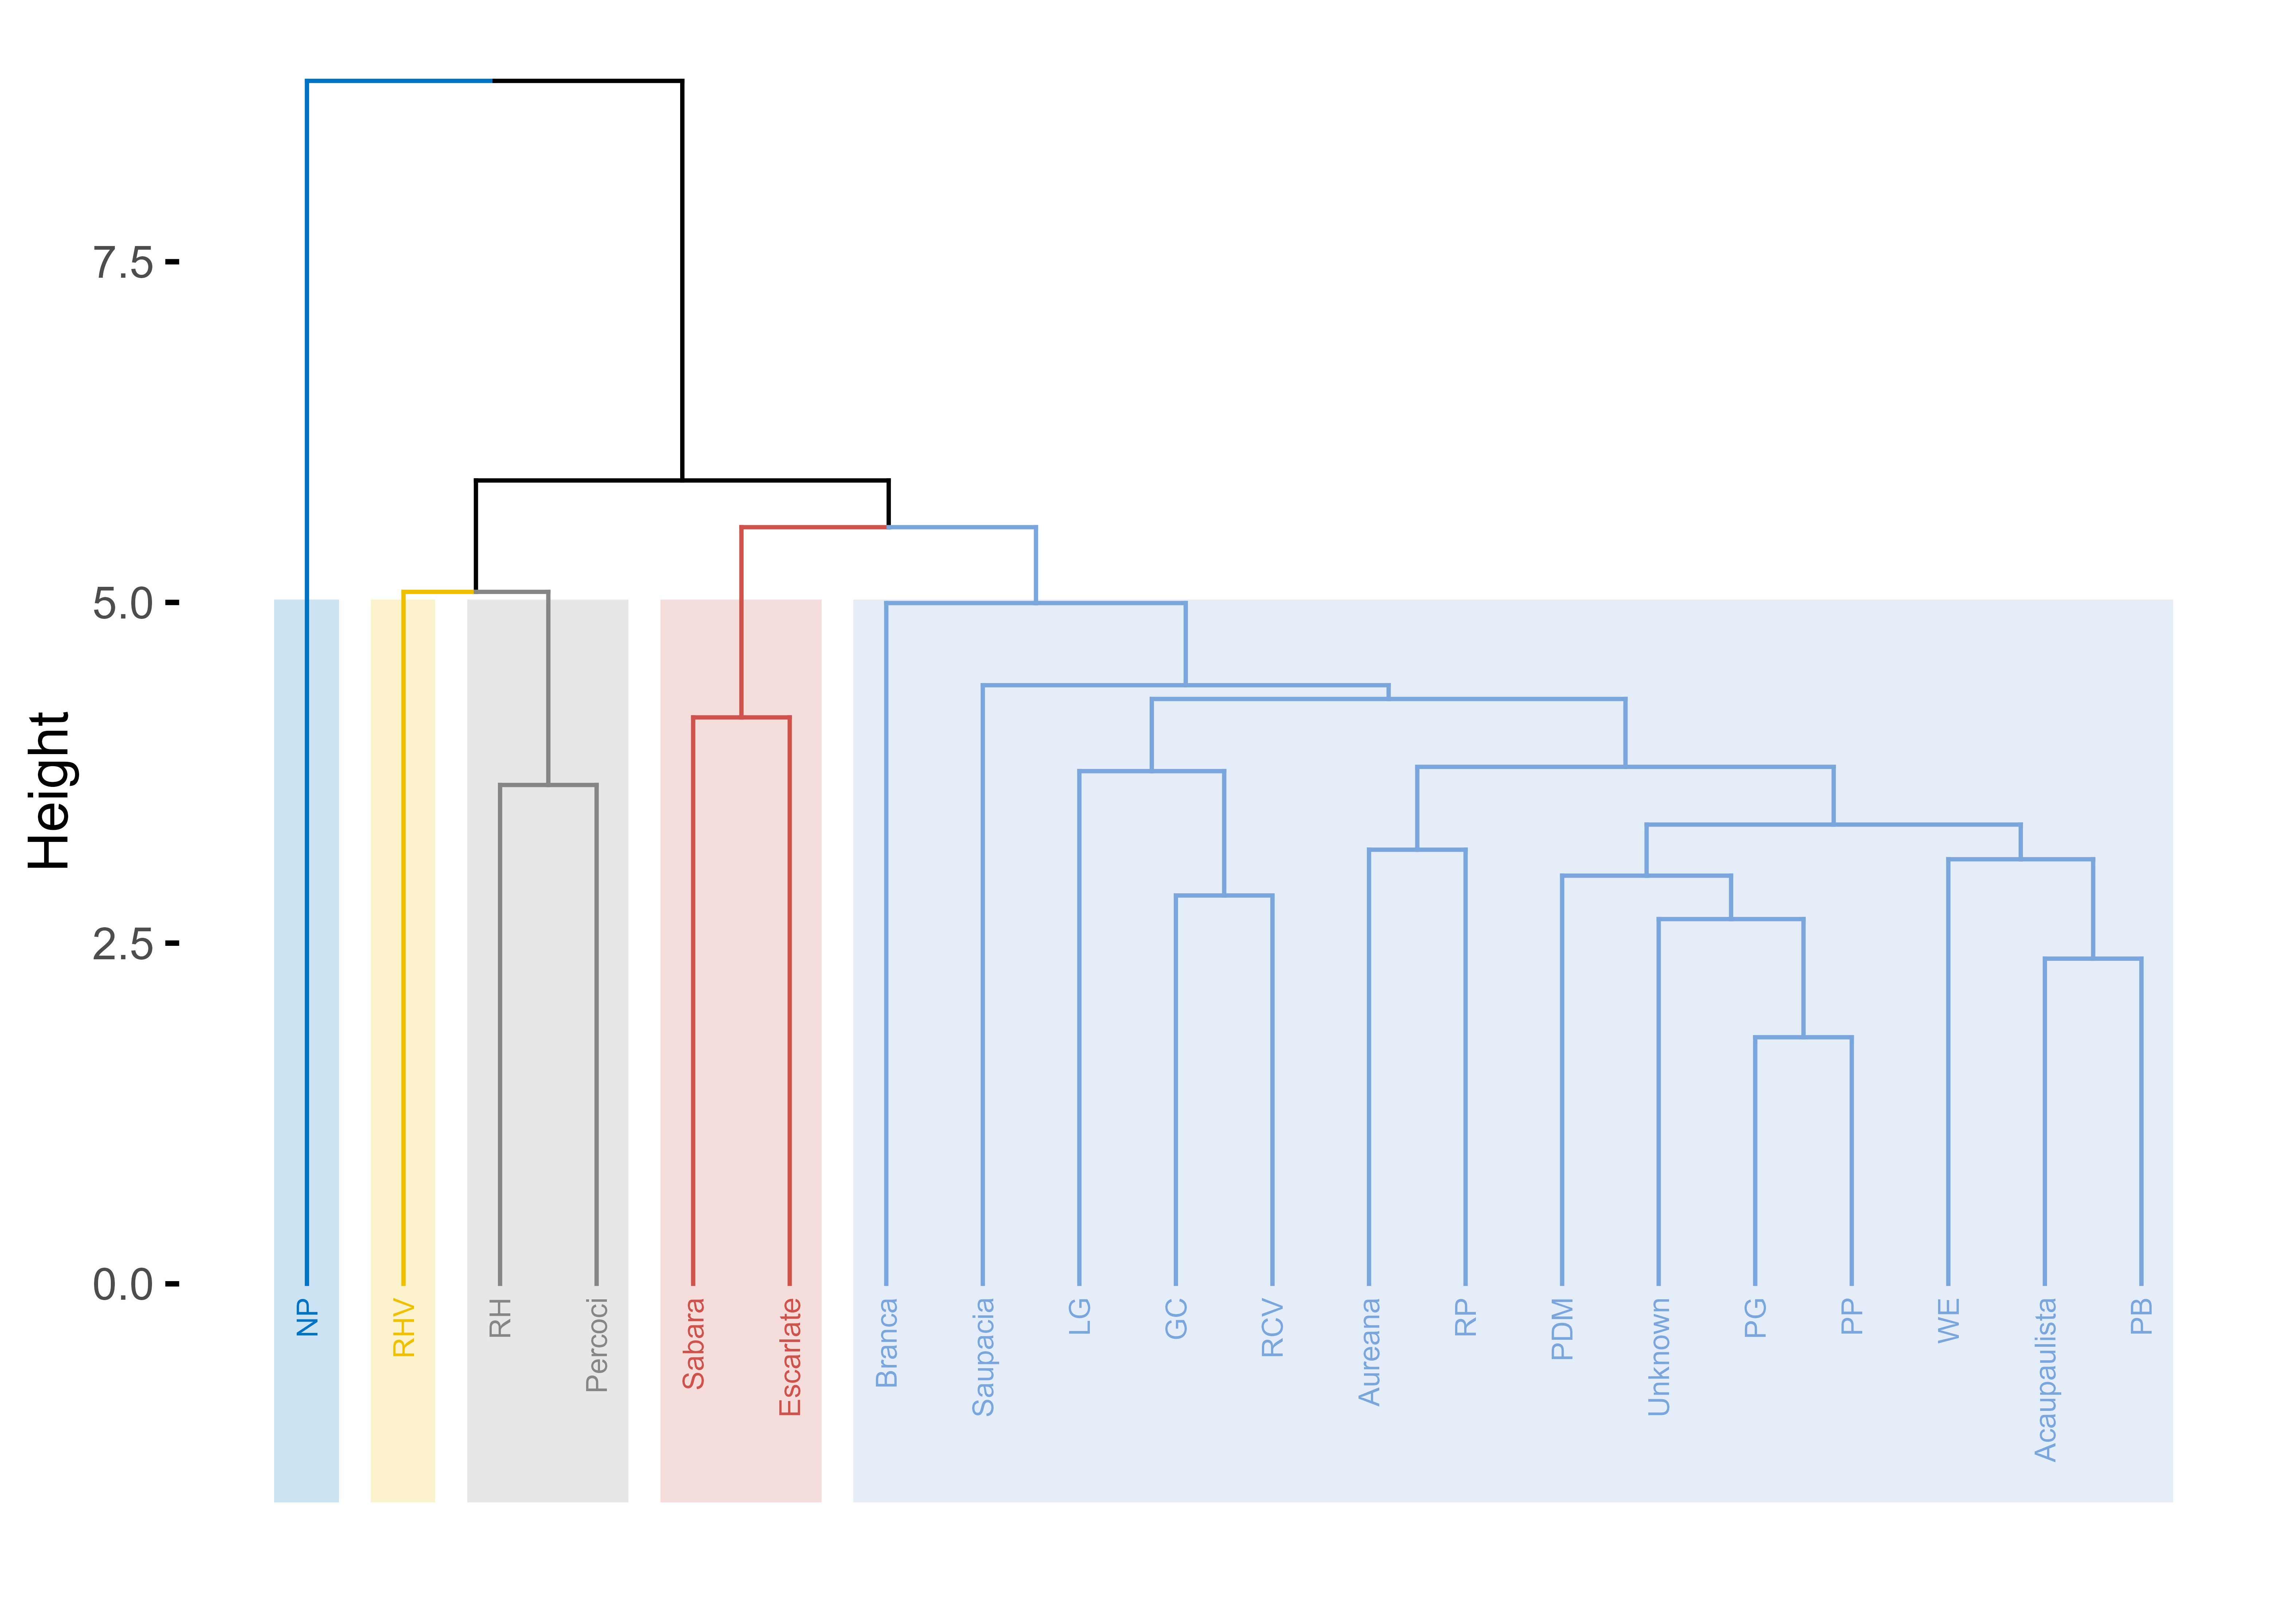 Height
7.5
5.0
2.5
0.0
NP
RHV
RH
Percoci
Sabara
Escarlate
Branca
Saupacia
LG
GC
RCV
Aureana
RP
PDM
Unknown
PG
PP
WE
Acaupaulista
PB